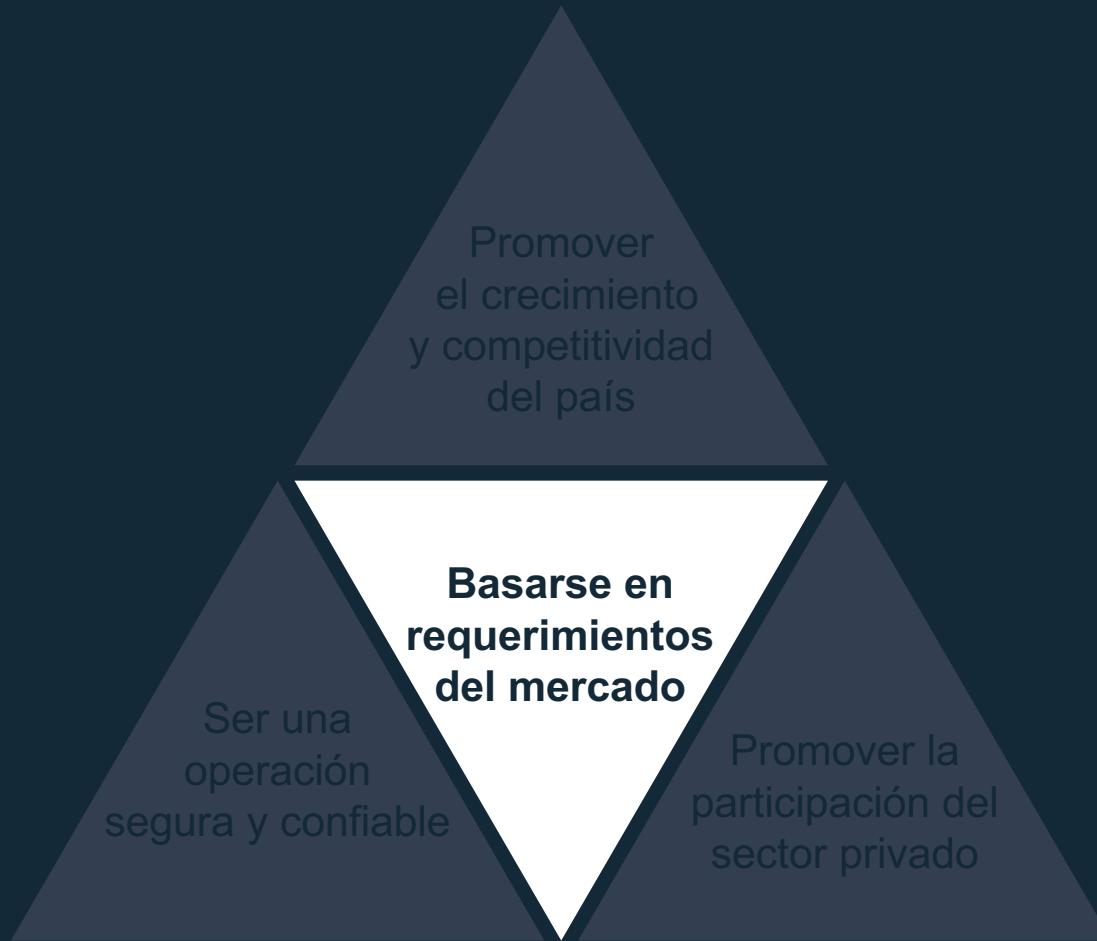 Promover
el crecimiento
y competitividad
del país
Basarse en
requerimientos
del mercado
Ser una
operación
segura y confiable
Promover la
participación del
sector privado